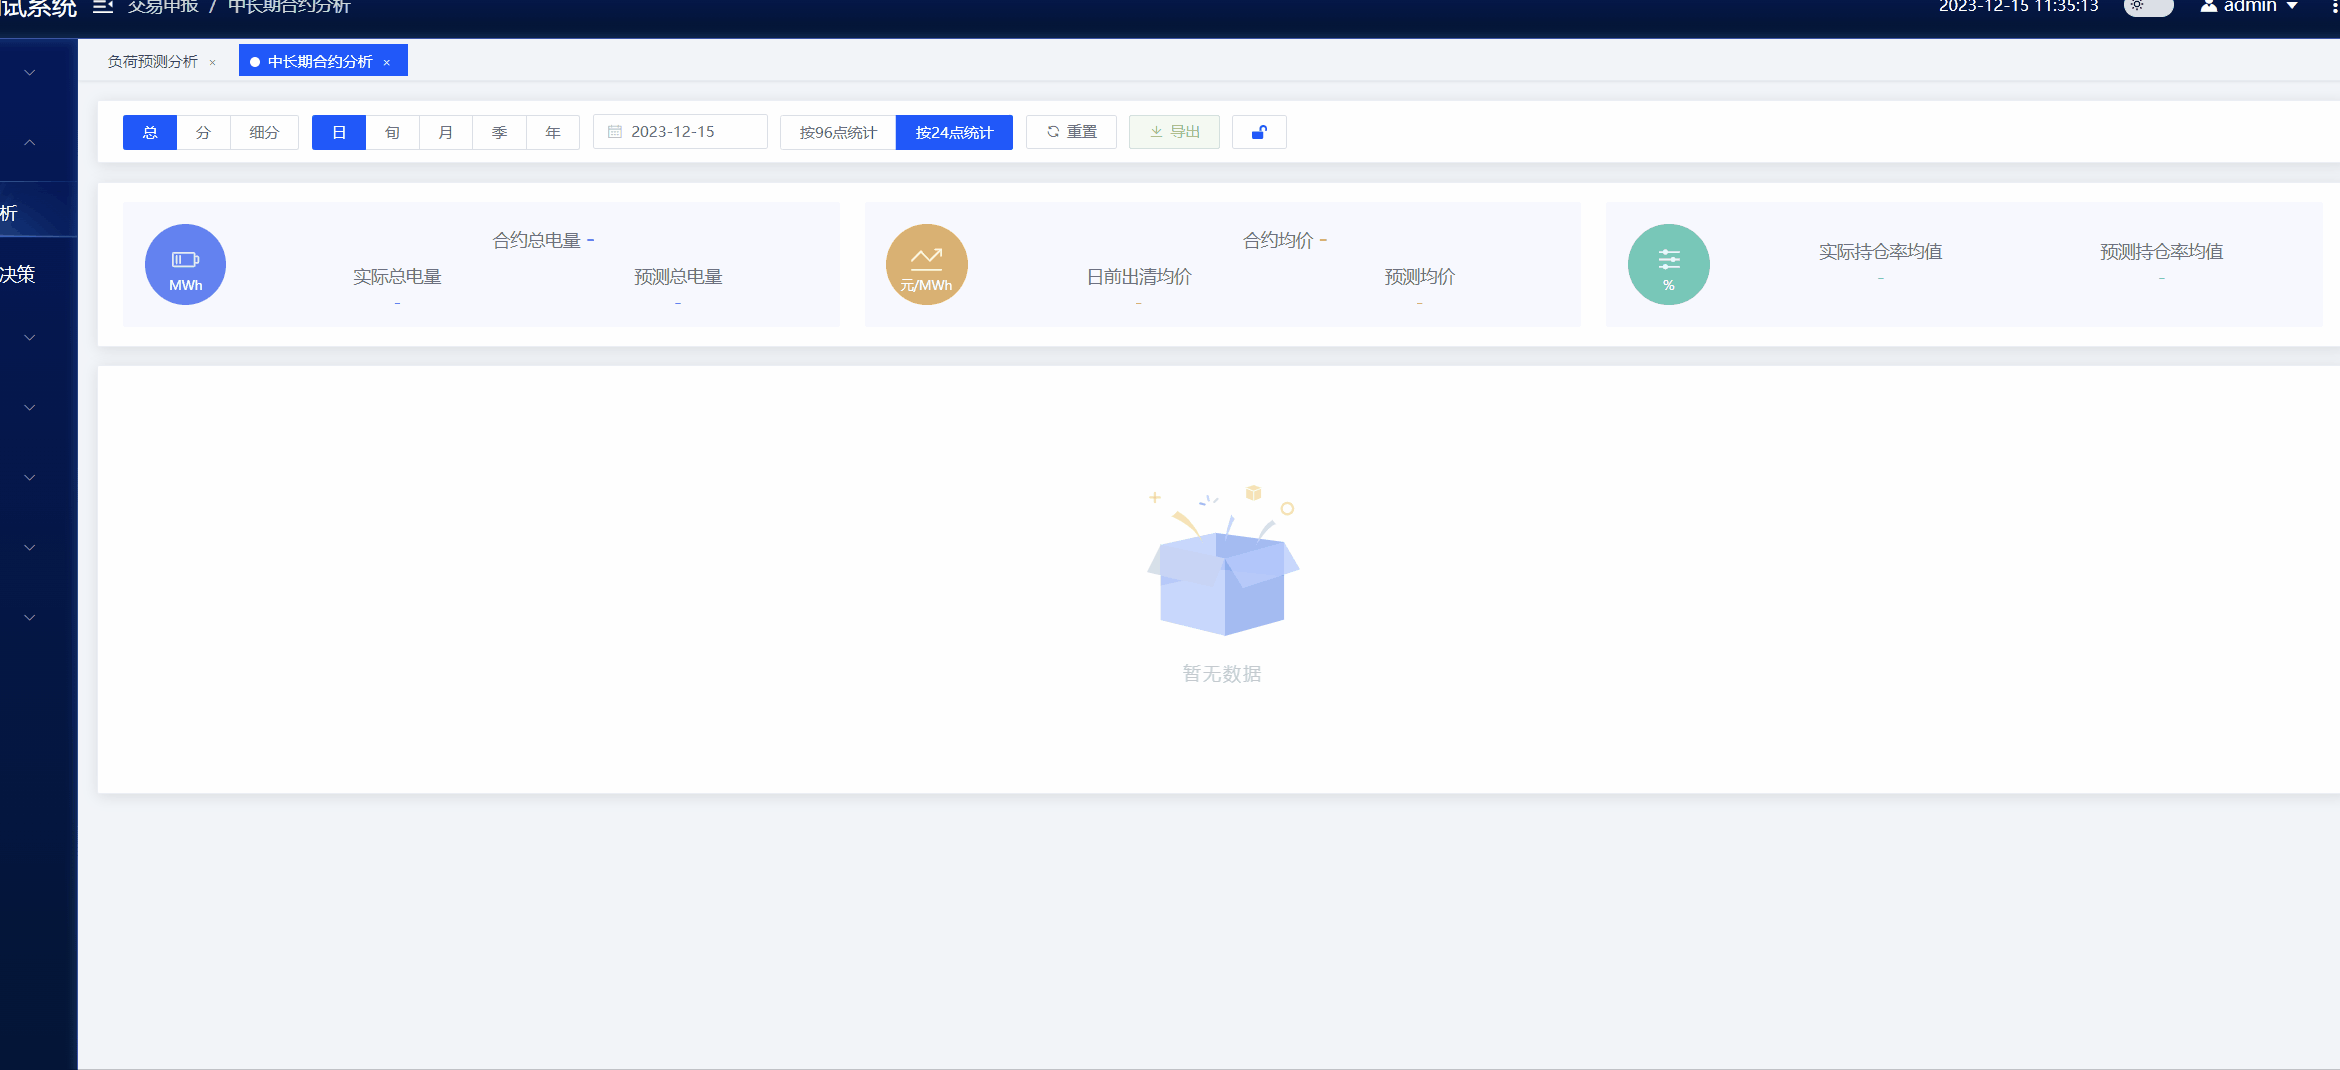 试系统 交易申报 / 中长期合约分析 2023-12-15 11:35:13 admin
负荷预测分析 × 中长期合约分析 ×
总 分 细分 日 旬 月 季 年 2023-12-15 按96点统计 按24点统计 重置 导出
析
决策
合约总电量 -
实际总电量 预测总电量
- -
MWh
合约均价 -
日前出清均价 预测均价
- -
元/MWh
实际持仓率均值 预测持仓率均值
- -
%
暂无数据